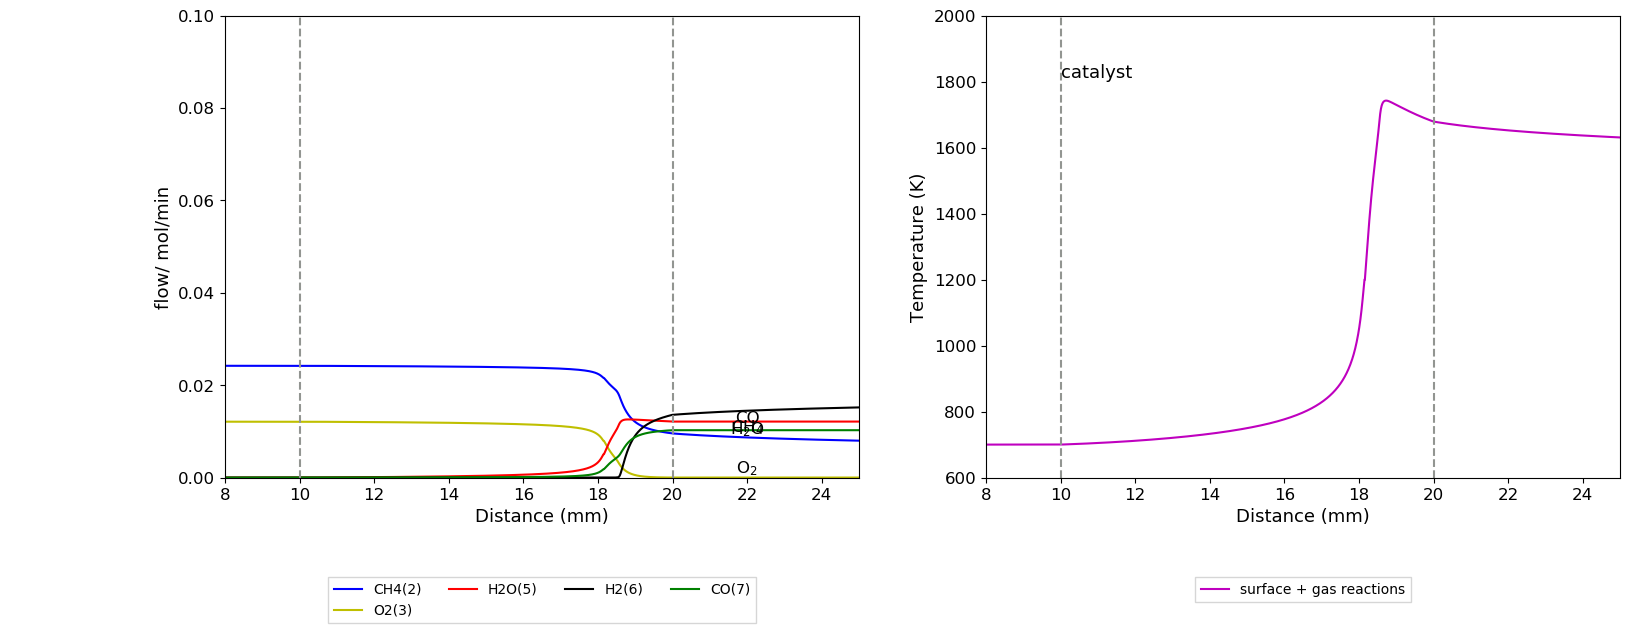 0.10
0.08
0.06
0.04
0.02
0.00
flow/ mol/min
CO
H₂O
O₂
8 10 12 14 16 18 20 22 24
Distance (mm)
CH4(2) H2O(5) H2(6) CO(7)
O2(3)
2000
1800
1600
1400
1200
1000
800
600
Temperature (K)
catalyst
8 10 12 14 16 18 20 22 24
Distance (mm)
surface + gas reactions